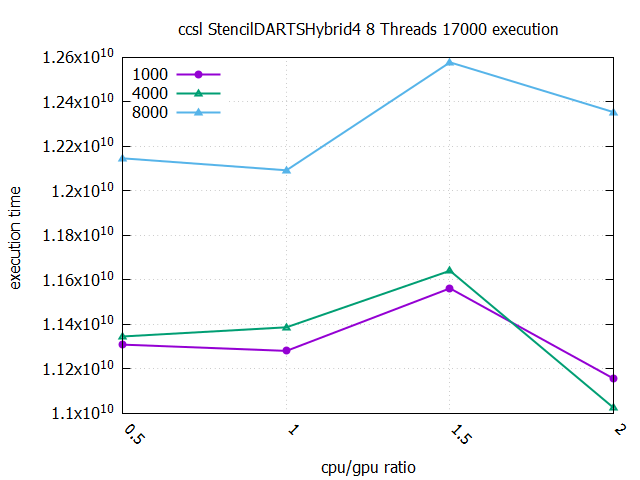 ccsl StencilDARTSHybrid4 8 Threads 17000 execution
1.26x10^10
1.24x10^10
1.22x10^10
1.2x10^10
1.18x10^10
1.16x10^10
1.14x10^10
1.12x10^10
1.1x10^10
1000
4000
8000
execution time
0.5
1
1.5
2
cpu/gpu ratio